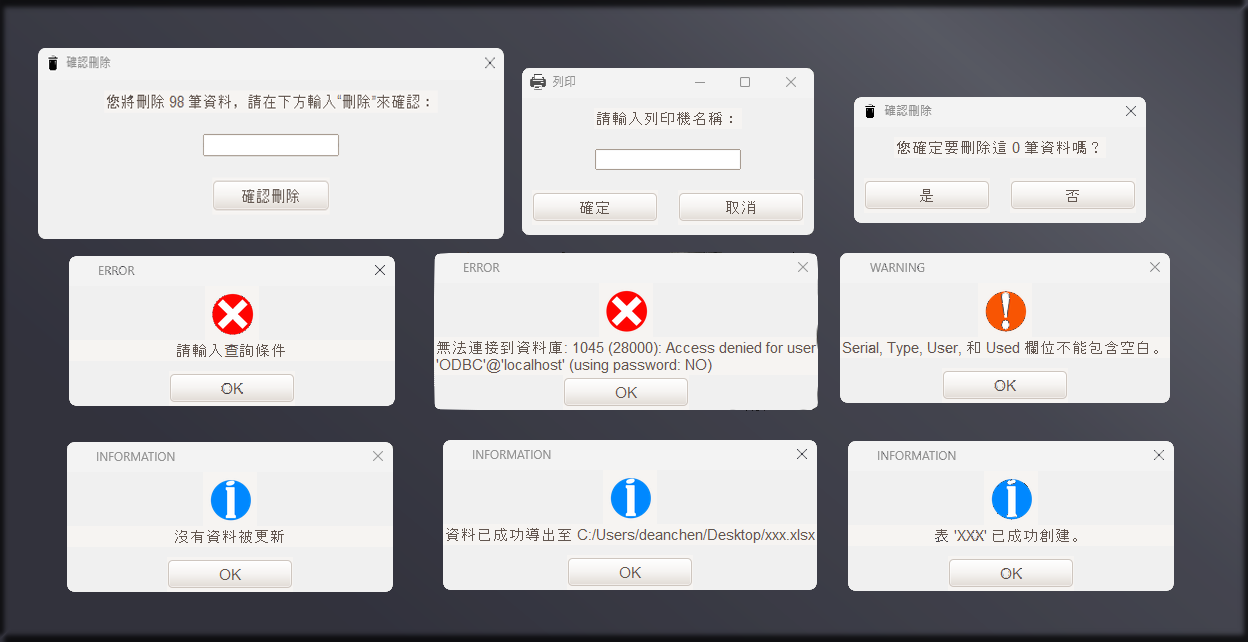 確認刪除
您將刪除 98 筆資料，請在下方輸入“刪除”來確認：
確認刪除
列印
請輸入列印機名稱：
確定
取消
確認刪除
您確定要刪除這 0 筆資料嗎？
是
否
ERROR
請輸入查詢條件
OK
ERROR
無法連接到資料庫: 1045 (28000): Access denied for user
'ODBC'@'localhost' (using password: NO)
OK
WARNING
Serial, Type, User, 和 Used 欄位不能包含空白。
OK
INFORMATION
沒有資料被更新
OK
INFORMATION
資料已成功導出至 C:/Users/deanchen/Desktop/xxx.xlsx
OK
INFORMATION
表 'XXX' 已成功創建。
OK